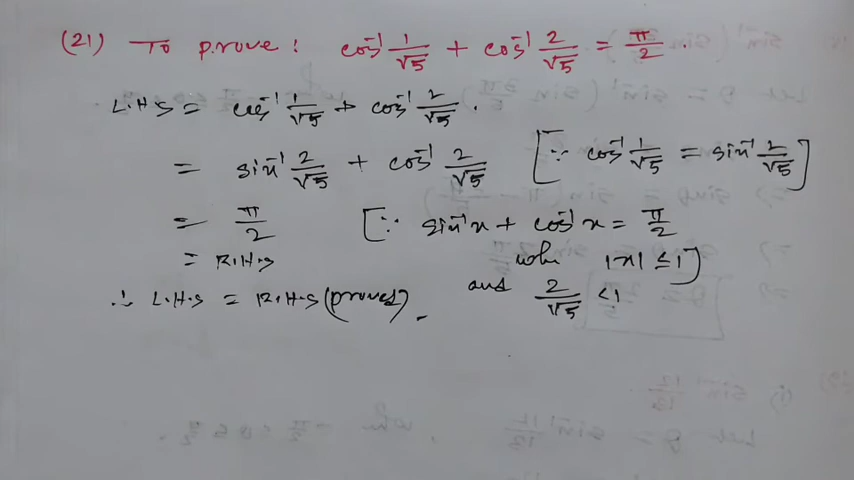 (21) To prove: cos⁻¹ 1/√5 + cos⁻¹ 2/√5 = π/2.
L.H.S = cos⁻¹ 1/√5 + cos⁻¹ 2/√5.
= sin⁻¹ 2/√5 + cos⁻¹ 2/√5 [∵ cos⁻¹ 1/√5 = sin⁻¹ 2/√5]
= π/2 [∵ sin⁻¹x + cos⁻¹x = π/2
= R.H.S when |x| ≤ 1]
∴ L.H.S = R.H.S (proved). and 2/√5 < 1